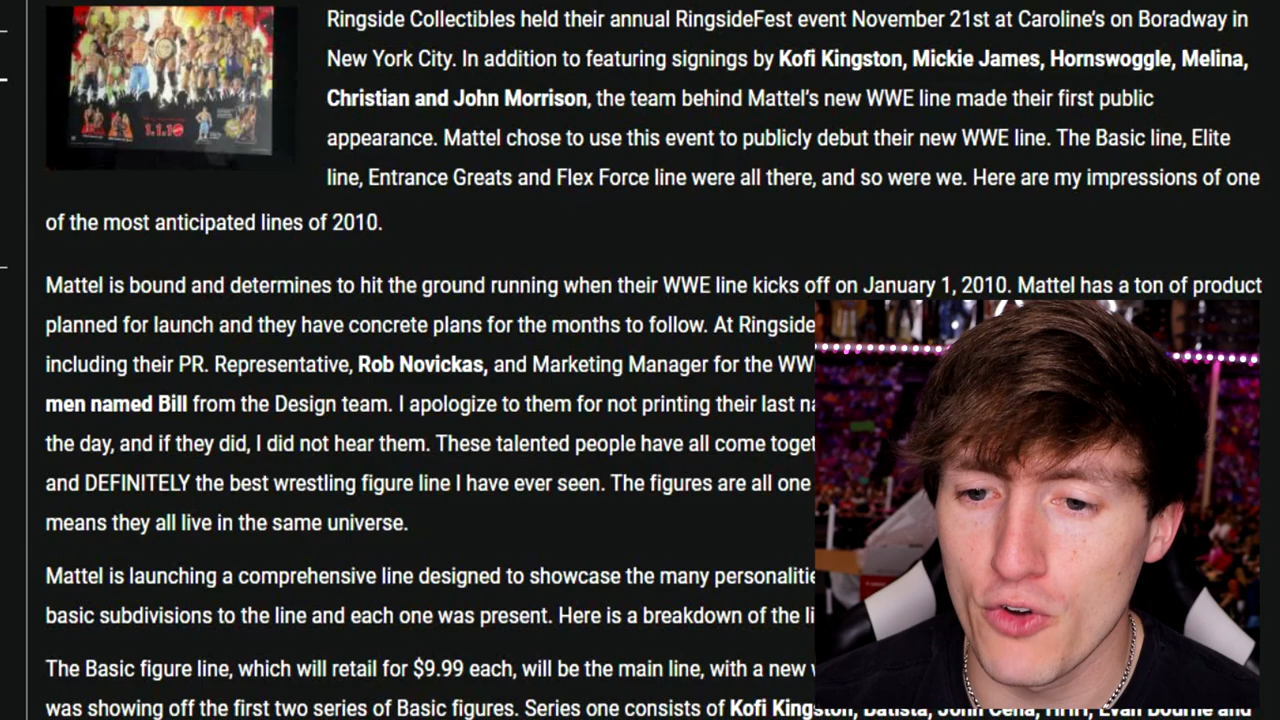 Ringside Collectibles held their annual RingsideFest event November 21st at Caroline's on Boradway in
New York City. In addition to featuring signings by Kofi Kingston, Mickie James, Hornswoggle, Melina,
Christian and John Morrison, the team behind Mattel's new WWE line made their first public
appearance. Mattel chose to use this event to publicly debut their new WWE line. The Basic line, Elite
line, Entrance Greats and Flex Force line were all there, and so were we. Here are my impressions of one
of the most anticipated lines of 2010.
Mattel is bound and determines to hit the ground running when their WWE line kicks off on January 1, 2010. Mattel has a ton of product
planned for launch and they have concrete plans for the months to follow. At Ringside
including their PR. Representative, Rob Novickas, and Marketing Manager for the
men named Bill from the Design team. I apologize to them for not printing their last
the day, and if they did, I did not hear them. These talented people have all come
and DEFINITELY the best wrestling figure line I have ever seen. The figures are all one
means they all live in the same universe.
Mattel is launching a comprehensive line designed to showcase the many
basic subdivisions to the line and each one was present. Here is a breakdown of the
The Basic figure line, which will retail for $9.99 each, will be the main line, with a new
was showing off the first two series of Basic figures. Series one consists of Kofi Kingston, Batista, John Cena, HHH, Evan Bourne and
1.1.10